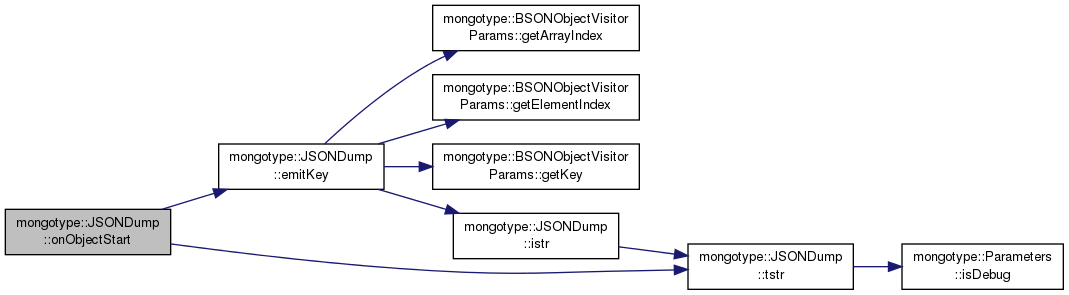 mongotype::BSONObjectVisitor
Params::getArrayIndex
mongotype::BSONObjectVisitor
Params::getElementIndex
mongotype::JSONDump
::emitKey
mongotype::BSONObjectVisitor
Params::getKey
mongotype::JSONDump
::onObjectStart
mongotype::JSONDump
::istr
mongotype::JSONDump
::tstr
mongotype::Parameters
::isDebug